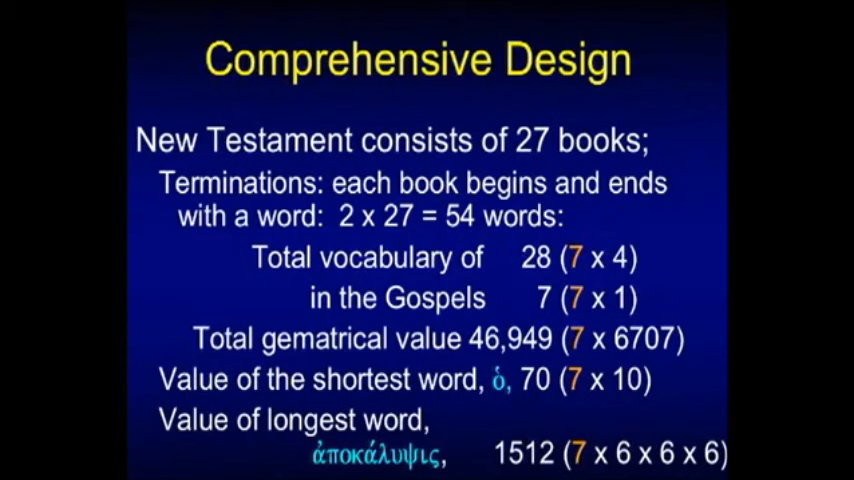 Comprehensive Design
New Testament consists of 27 books;
Terminations: each book begins and ends
with a word: 2 x 27 = 54 words:
Total vocabulary of 28 (7 x 4)
in the Gospels 7 (7 x 1)
Total gematrical value 46,949 (7 x 6707)
Value of the shortest word, ὁ, 70 (7 x 10)
Value of longest word,
ἀποκάλυψις, 1512 (7 x 6 x 6 x 6)